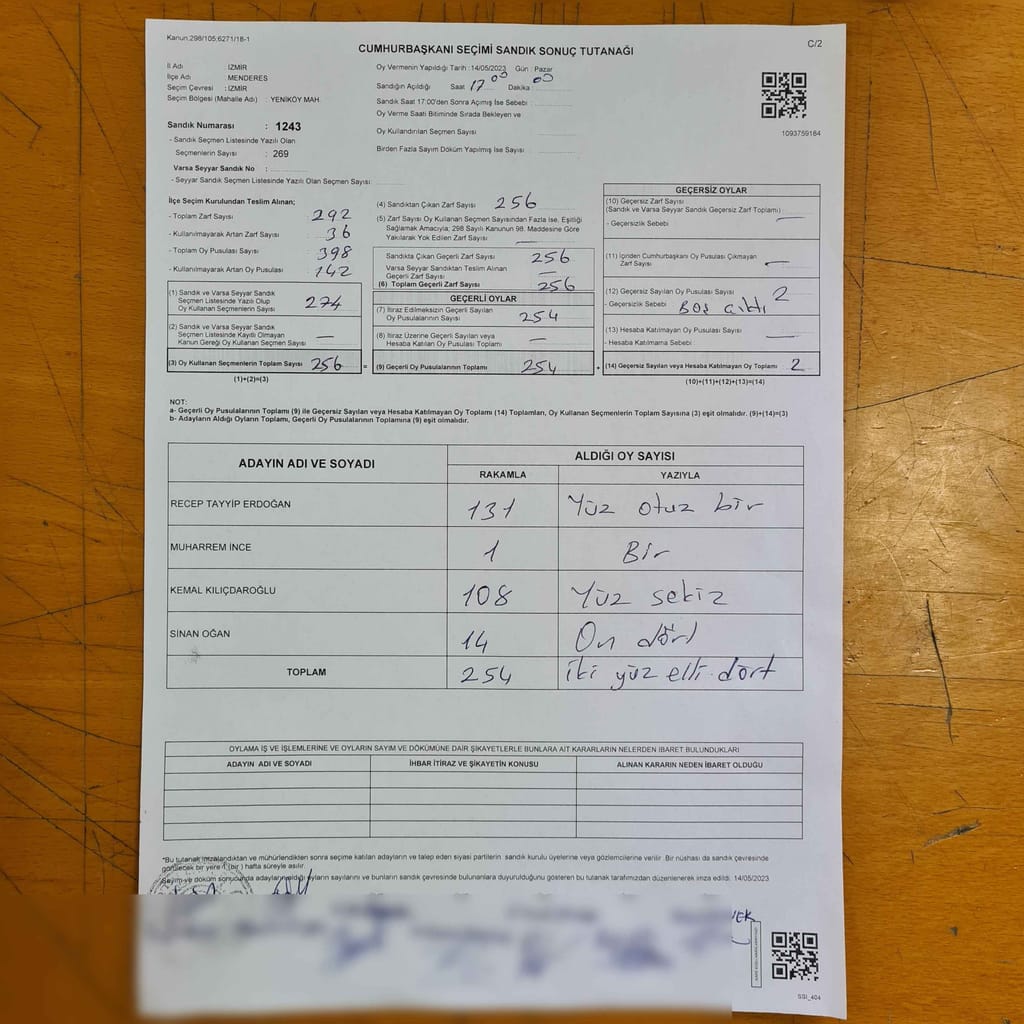 Kanun.298/105;6271/18-1
C/2
CUMHURBAŞKANI SEÇİMİ SANDIK SONUÇ TUTANAĞI
İl Adı : İZMİR
İlçe Adı : MENDERES
Seçim Çevresi : İZMİR
Seçim Bölgesi (Mahalle Adı) : YENİKÖY MAH
Sandık Numarası : 1243
- Sandık Seçmen Listesinde Yazılı Olan
Seçmenlerin Sayısı : 269
Varsa Seyyar Sandık No :
- Seyyar Sandık Seçmen Listesinde Yazılı Olan Seçmen Sayısı:
Oy Vermenin Yapıldığı Tarih : 14/05/2023 Gün : Pazar
Sandığın Açıldığı Saat 17 00 Dakika 00
Sandık Saat 17:00'den Sonra Açımış İse Sebebi :
Oy Verme Saati Bitiminde Sırada Bekleyen ve
Oy Kullandırılan Seçmen Sayısı
Birden Fazla Sayım Döküm Yapılmış İse Sayısı :
1093759184
İlçe Seçim Kurulundan Teslim Alınan;
- Toplam Zarf Sayısı 292
- Kullanılmayarak Artan Zarf Sayısı 36
- Toplam Oy Pusulası Sayısı 398
- Kullanılmayarak Artan Oy Pusulası 142
(1) Sandık ve Varsa Seyyar Sandık
Seçmen Listesinde Yazılı Olup
Oy Kullanan Seçmenlerin Sayısı 274
(2) Sandık ve Varsa Seyyar Sandık
Seçmen Listesinde Kayıtlı Olmayan
Kanun Gereği Oy Kullanan Seçmen Sayısı —
(3) Oy Kullanan Seçmenlerin Toplam Sayısı 256 =
(1)+(2)=(3)
(4) Sandıktan Çıkan Zarf Sayısı 256
(5) Zarf Sayısı Oy Kullanan Seçmen Sayısından Fazla İse, Eşitliği
Sağlamak Amacıyla; 298 Sayılı Kanunun 98. Maddesine Göre
Yakılarak Yok Edilen Zarf Sayısı —
Sandıkta Çıkan Geçerli Zarf Sayısı 256
Varsa Seyyar Sandıktan Teslim Alınan
Geçerli Zarf Sayısı —
(6) Toplam Geçerli Zarf Sayısı 256
GEÇERLİ OYLAR
(7) İtiraz Edilmeksizin Geçerli Sayılan
Oy Pusulalarının Sayısı 254
(8) İtiraz Üzerine Geçerli Sayılan veya
Hesaba Katılan Oy Pusulası Toplamı —
(9) Geçerli Oy Pusulalarının Toplamı 254 +
GEÇERSİZ OYLAR
(10) Geçersiz Zarf Sayısı
(Sandık ve Varsa Seyyar Sandık Geçersiz Zarf Toplamı)
- Geçersizlik Sebebi —
(11) İçinden Cumhurbaşkanı Oy Pusulası Çıkmayan
Zarf Sayısı —
(12) Geçersiz Sayılan Oy Pusulası Sayısı 2
- Geçersizlik Sebebi : Boş çıktı
(13) Hesaba Katılmayan Oy Pusulası Sayısı
- Hesaba Katılmama Sebebi : —
(14) Geçersiz Sayılan veya Hesaba Katılmayan Oy Toplamı 2
(10)+(11)+(12)+(13)=(14)
NOT:
a- Geçerli Oy Pusulalarının Toplamı (9) ile Geçersiz Sayılan veya Hesaba Katılmayan Oy Toplamı (14) Toplamları, Oy Kullanan Seçmenlerin Toplam Sayısına (3) eşit olmalıdır. (9)+(14)=(3)
b- Adayların Aldığı Oyların Toplamı, Geçerli Oy Pusulalarının Toplamına (9) eşit olmalıdır.
ADAYIN ADI VE SOYADI
ALDIĞI OY SAYISI
RAKAMLA YAZIYLA
RECEP TAYYİP ERDOĞAN 131 Yüz otuz bir
MUHARREM İNCE 1 Bir
KEMAL KILIÇDAROĞLU 108 Yüz sekiz
SİNAN OĞAN 14 On dört
TOPLAM 254 iki yüz elli dört
OYLAMA İŞ VE İŞLEMLERİNE VE OYLARIN SAYIM VE DÖKÜMÜNE DAİR ŞİKAYETLERLE BUNLARA AİT KARARLARIN NELERDEN İBARET BULUNDUKLARI
ADAYIN ADI VE SOYADI İHBAR İTİRAZ VE ŞİKAYETİN KONUSU ALINAN KARARIN NEDEN İBARET OLDUĞU
*Bu tutanak imzalandıktan ve mühürlendikten sonra seçime katılan adayların ve talep eden siyasi partilerin sandık kurulu üyelerine veya gözlemcilerine verilir. Bir nüshası da sandık çevresinde
görülecek bir yere 1 (bir) hafta süreyle asılır.
Sayım ve döküm sonucunda adayların aldığı oyların sayılarını ve bunların sandık çevresinde bulunanlara duyurulduğunu gösteren bu tutanak tarafımızdan düzenlenerek imza edildi. 14/05/2023
SSİ_404